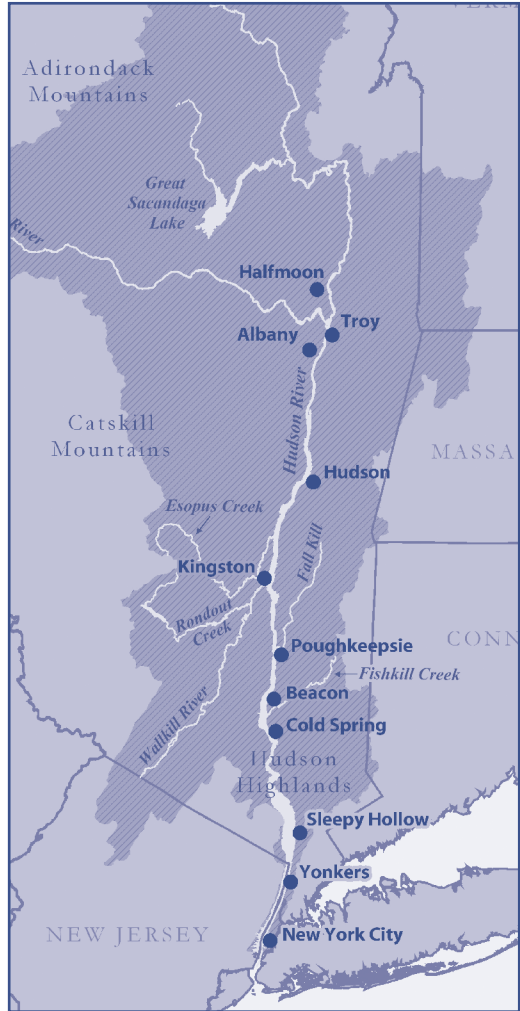 Adirondack
Mountains
Great
Sacandaga
Lake
River
Halfmoon
Troy
Albany
Hudson River
Catskill
Mountains
MASSA
Hudson
Esopus Creek
Fall Kill
Kingston
Rondout
Creek
Poughkeepsie
CONN
Fishkill Creek
Beacon
Wallkill River
Cold Spring
Hudson
Highlands
Sleepy Hollow
Yonkers
NEW JERSEY
New York City